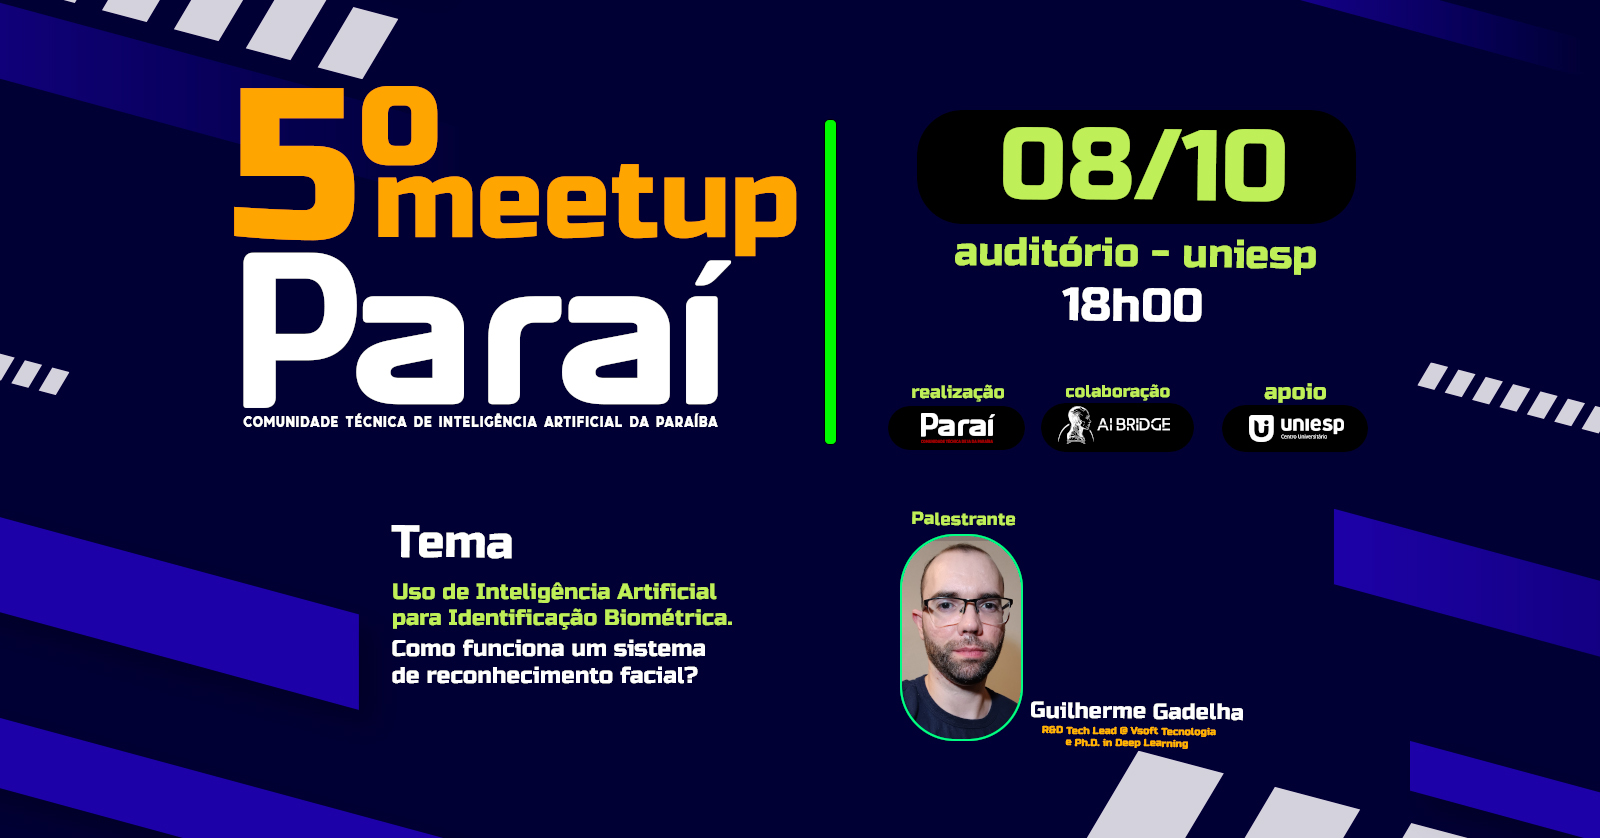 5º meetup
Paraí
COMUNIDADE TÉCNICA DE INTELIGÊNCIA ARTIFICIAL DA PARAÍBA
08/10
auditório - uniesp
18h00
realização
Paraí
colaboração
AI BRIDGE
apoio
uniesp
Centro Universitário
Tema
Uso de Inteligência Artificial
para Identificação Biométrica.
Como funciona um sistema
de reconhecimento facial?
Palestrante
Guilherme Gadelha
R&D Tech Lead @ Vsoft Tecnologia
e Ph.D. in Deep Learning